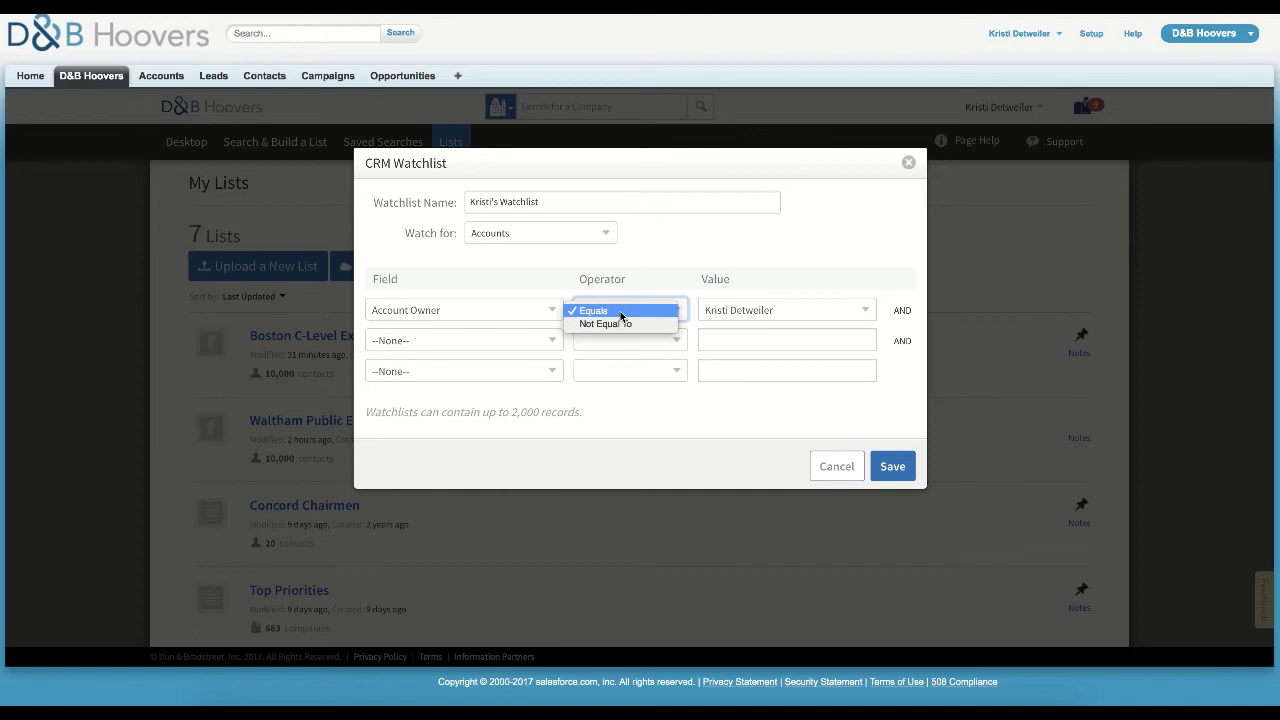 D&B Hoovers
Search...
Search
Kristi Detweiler
Setup
Help
D&B Hoovers
Home
D&B Hoovers
Accounts
Leads
Contacts
Campaigns
Opportunities
+
D&B Hoovers
Search for a Company
Kristi Detweiler
9
Desktop
Search & Build a List
Saved Searches
Lists
Page Help
Support
My Lists
CRM Watchlist
Watchlist Name: Kristi's Watchlist
Watch for: Accounts
7 Lists
Upload a New List
Sort by: Last Updated
Field Operator Value
Account Owner Equals Kristi Detweiler AND
Not Equal To
--None-- AND
--None--
Watchlists can contain up to 2,000 records.
Cancel
Save
Boston C-Level Ex
Modified: 31 minutes ago,
10,000 contacts
Notes
Waltham Public E
Modified: 2 hours ago,
10,000 contacts
Notes
Concord Chairmen
Modified: 9 days ago, Created: 2 years ago
20 contacts
Notes
Top Priorities
Modified: 9 days ago, Created: 9 days ago
683 companies
Notes
Feedback
© Dun & Bradstreet, Inc. 2017. All Rights Reserved. | Privacy Policy | Terms | Information Partners
Copyright © 2000-2017 salesforce.com, inc. All rights reserved. | Privacy Statement | Security Statement | Terms of Use | 508 Compliance